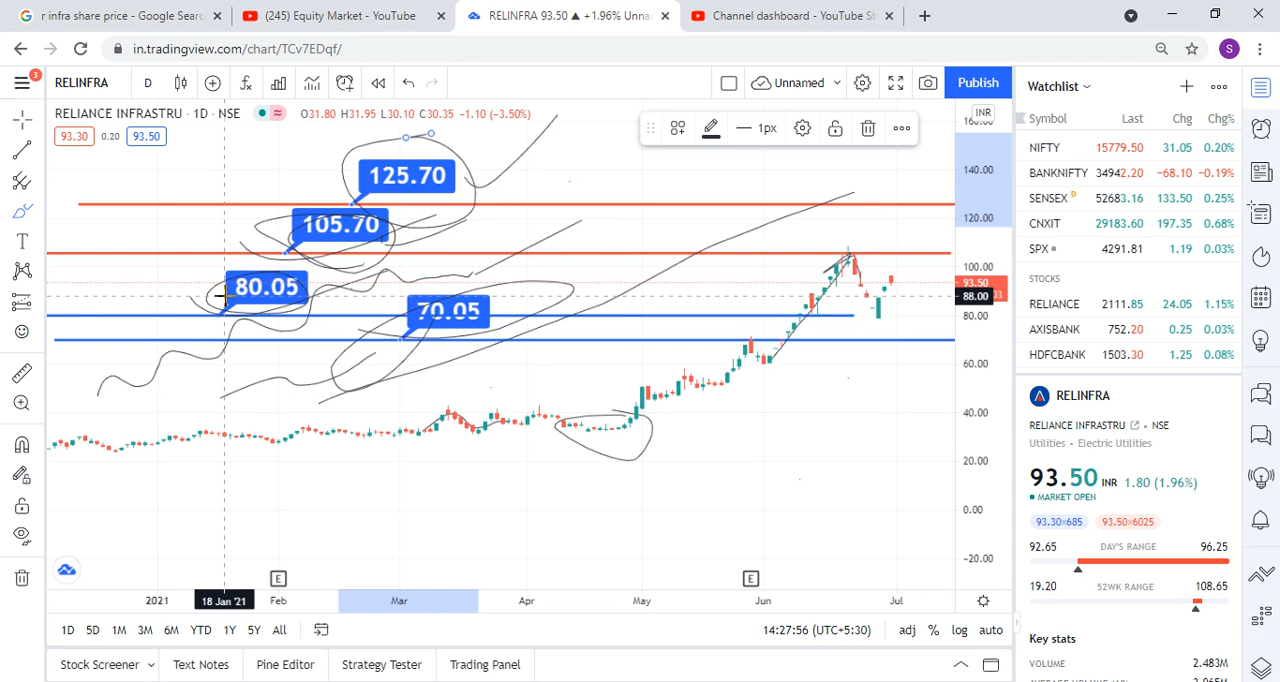 r infra share price - Google Sear
(245) Equity Market - YouTube
RELINFRA 93.50 ▲ +1.96% Unna
Channel dashboard - YouTube St
in.tradingview.com/chart/TCv7EDqf/
S
3
RELINFRA
D
Unnamed
Publish
RELIANCE INFRASTRU · 1D · NSE
O31.80 H31.95 L30.10 C30.35 −1.10 (−3.50%)
93.30 0.20 93.50
1px
INR
140.00
120.00
100.00
93.50
88.00
80.00
60.00
40.00
20.00
0.00
−20.00
125.70
105.70
80.05
70.05
E
E
2021
18 Jan '21
Feb
Mar
Apr
May
Jun
Jul
1D 5D 1M 3M 6M YTD 1Y 5Y All
14:27:56 (UTC+5:30)
adj % log auto
Stock Screener
Text Notes
Pine Editor
Strategy Tester
Trading Panel
Watchlist
Symbol Last Chg Chg%
NIFTY 15779.50 31.05 0.20%
BANKNIFTY 34942.20 −68.10 −0.19%
SENSEX D 52683.16 133.50 0.25%
CNXIT 29183.60 197.35 0.68%
SPX 4291.81 1.19 0.03%
STOCKS
RELIANCE 2111.85 24.05 1.15%
AXISBANK 752.20 0.25 0.03%
HDFCBANK 1503.30 1.25 0.08%
RELINFRA
RELIANCE INFRASTRU • NSE
Utilities • Electric Utilities
93.50 INR 1.80 (1.96%)
MARKET OPEN
93.30×685 93.50×6025
92.65 DAY'S RANGE 96.25
19.20 52WK RANGE 108.65
Key stats
VOLUME 2.483M